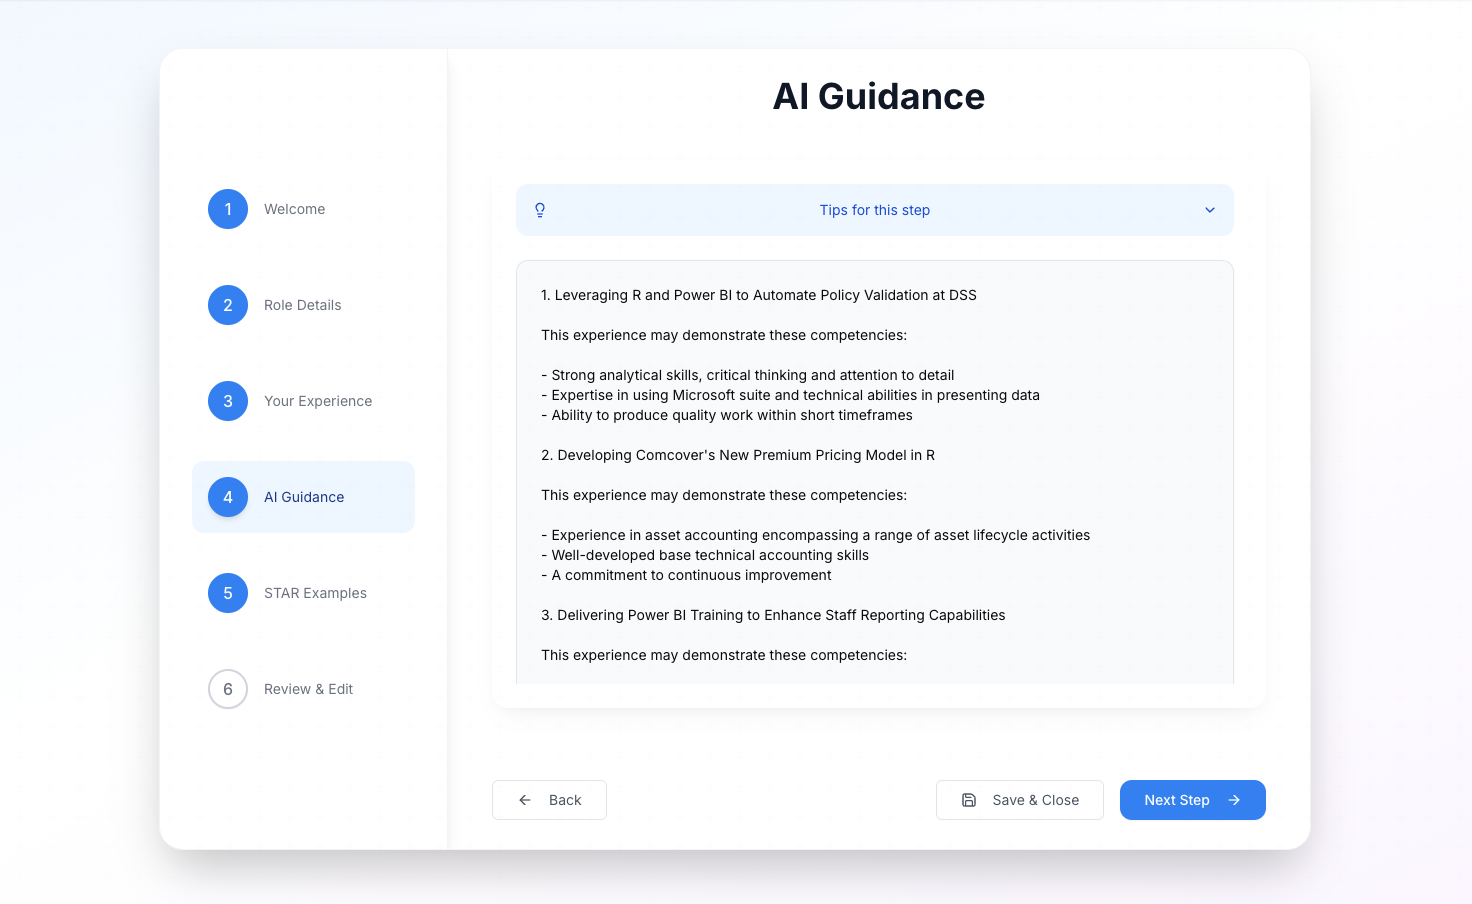 AI Guidance
1 Welcome
2 Role Details
3 Your Experience
4 AI Guidance
5 STAR Examples
6 Review & Edit
Tips for this step
1. Leveraging R and Power BI to Automate Policy Validation at DSS
This experience may demonstrate these competencies:
- Strong analytical skills, critical thinking and attention to detail
- Expertise in using Microsoft suite and technical abilities in presenting data
- Ability to produce quality work within short timeframes
2. Developing Comcover's New Premium Pricing Model in R
This experience may demonstrate these competencies:
- Experience in asset accounting encompassing a range of asset lifecycle activities
- Well-developed base technical accounting skills
- A commitment to continuous improvement
3. Delivering Power BI Training to Enhance Staff Reporting Capabilities
This experience may demonstrate these competencies:
Back
Save & Close
Next Step